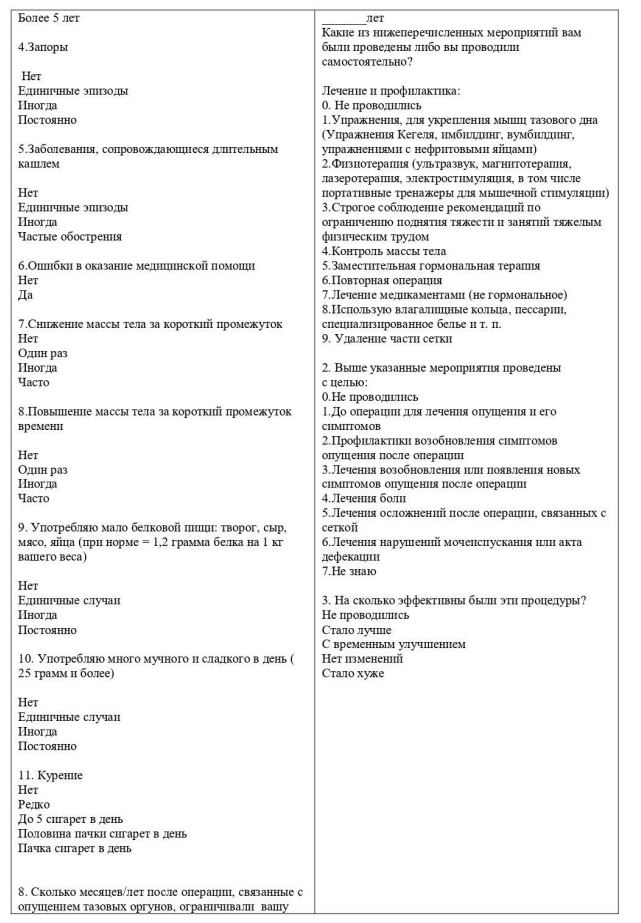 Более 5 лет
4.Запоры
Нет
Единичные эпизоды
Иногда
Постоянно
5.Заболевания, сопровождающиеся длительным
кашлем
Нет
Единичные эпизоды
Иногда
Частые обострения
6.Ошибки в оказание медицинской помощи
Нет
Да
7.Снижение массы тела за короткий промежуток
Нет
Один раз
Иногда
Часто
8.Повышение массы тела за короткий промежуток
времени
Нет
Один раз
Иногда
Часто
9. Употребляю мало белковой пищи: творог, сыр,
мясо, яйца (при норме = 1,2 грамма белка на 1 кг
вашего веса)
Нет
Единичные случаи
Иногда
Постоянно
10. Употребляю много мучного и сладкого в день (
25 грамм и более)
Нет
Единичные случаи
Иногда
Постоянно
11. Курение
Нет
Редко
До 5 сигарет в день
Половина пачки сигарет в день
Пачка сигарет в день
8. Сколько месяцев/лет после операции, связанные с
опущением тазовых оргунов, ограничивали вашу
_______лет
Какие из нижеперечисленных мероприятий вам
были проведены либо вы проводили
самостоятельно?
Лечение и профилактика:
0. Не проводились
1.Упражнения, для укрепления мышц тазового дна
(Упражнения Кегеля, имбилдинг, вумбилдинг,
упражнениями с нефритовыми яйцами)
2.Физиотерапия (ультразвук, магнитотерапия,
лазеротерапия, электростимуляция, в том числе
портативные тренажеры для мышечной стимуляции)
3.Строгое соблюдение рекомендаций по
ограничению поднятия тяжести и занятий тяжелым
физическим трудом
4.Контроль массы тела
5.Заместительная гормональная терапия
6.Повторная операция
7.Лечение медикаментами (не гормональное)
8.Использую влагалищные кольца, пессарии,
специализированное белье и т. п.
9. Удаление части сетки
2. Выше указанные мероприятия проведены
с целью:
0.Не проводились
1.До операции для лечения опущения и его
симптомов
2.Профилактики возобновления симптомов
опущения после операции
3.Лечения возобновления или появления новых
симптомов опущения после операции
4.Лечения боли
5.Лечения осложнений после операции, связанных с
сеткой
6.Лечения нарушений мочеиспускания или акта
дефекации
7.Не знаю
3. На сколько эффективны были эти процедуры?
Не проводились
Стало лучше
С временным улучшением
Нет изменений
Стало хуже